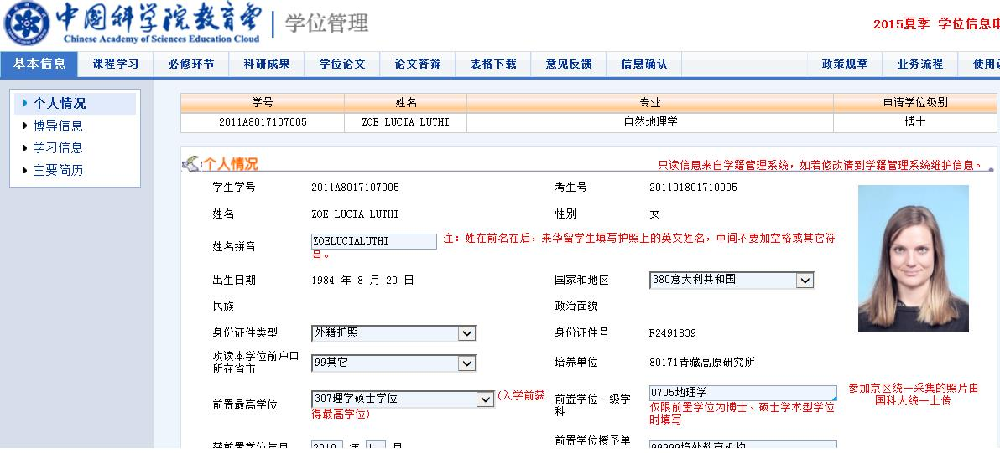 中国科学院教育云 学位管理
Chinese Academy of Sciences Education Cloud
2015夏季 学位信息申
基本信息 课程学习 必修环节 科研成果 学位论文 论文答辩 表格下载 意见反馈 信息确认 政策规章 业务流程 使用
个人情况
博导信息
学习信息
主要简历
学号 姓名 专业 申请学位级别
2011A8017107005 ZOE LUCIA LUTHI 自然地理学 博士
个人情况 只读信息来自学籍管理系统，如若修改请到学籍管理系统维护信息。
学生学号 2011A8017107005 考生号 201101801710005
姓名 ZOE LUCIA LUTHI 性别 女
姓名拼音 ZOELUCIALUTHI 注：姓在前名在后，来华留学生填写护照上的英文姓名，中间不要加空格或其它符
号。
出生日期 1984 年 8 月 20 日 国家和地区 380意大利共和国
民族 政治面貌
身份证件类型 外籍护照 身份证件号 F2491839
攻读本学位前户口
所在省市 99其它 培养单位 80171青藏高原研究所
前置最高学位 307理学硕士学位 (入学前获
得最高学位)
前置学位一级学
科 0705地理学
仅限前置学位为博士、硕士学术型学位
时填写
参加京区统一采集的照片由
国科大统一上传
获前置学位年月 2010 年 1 月 前置学位授予单
99999境外教育机构